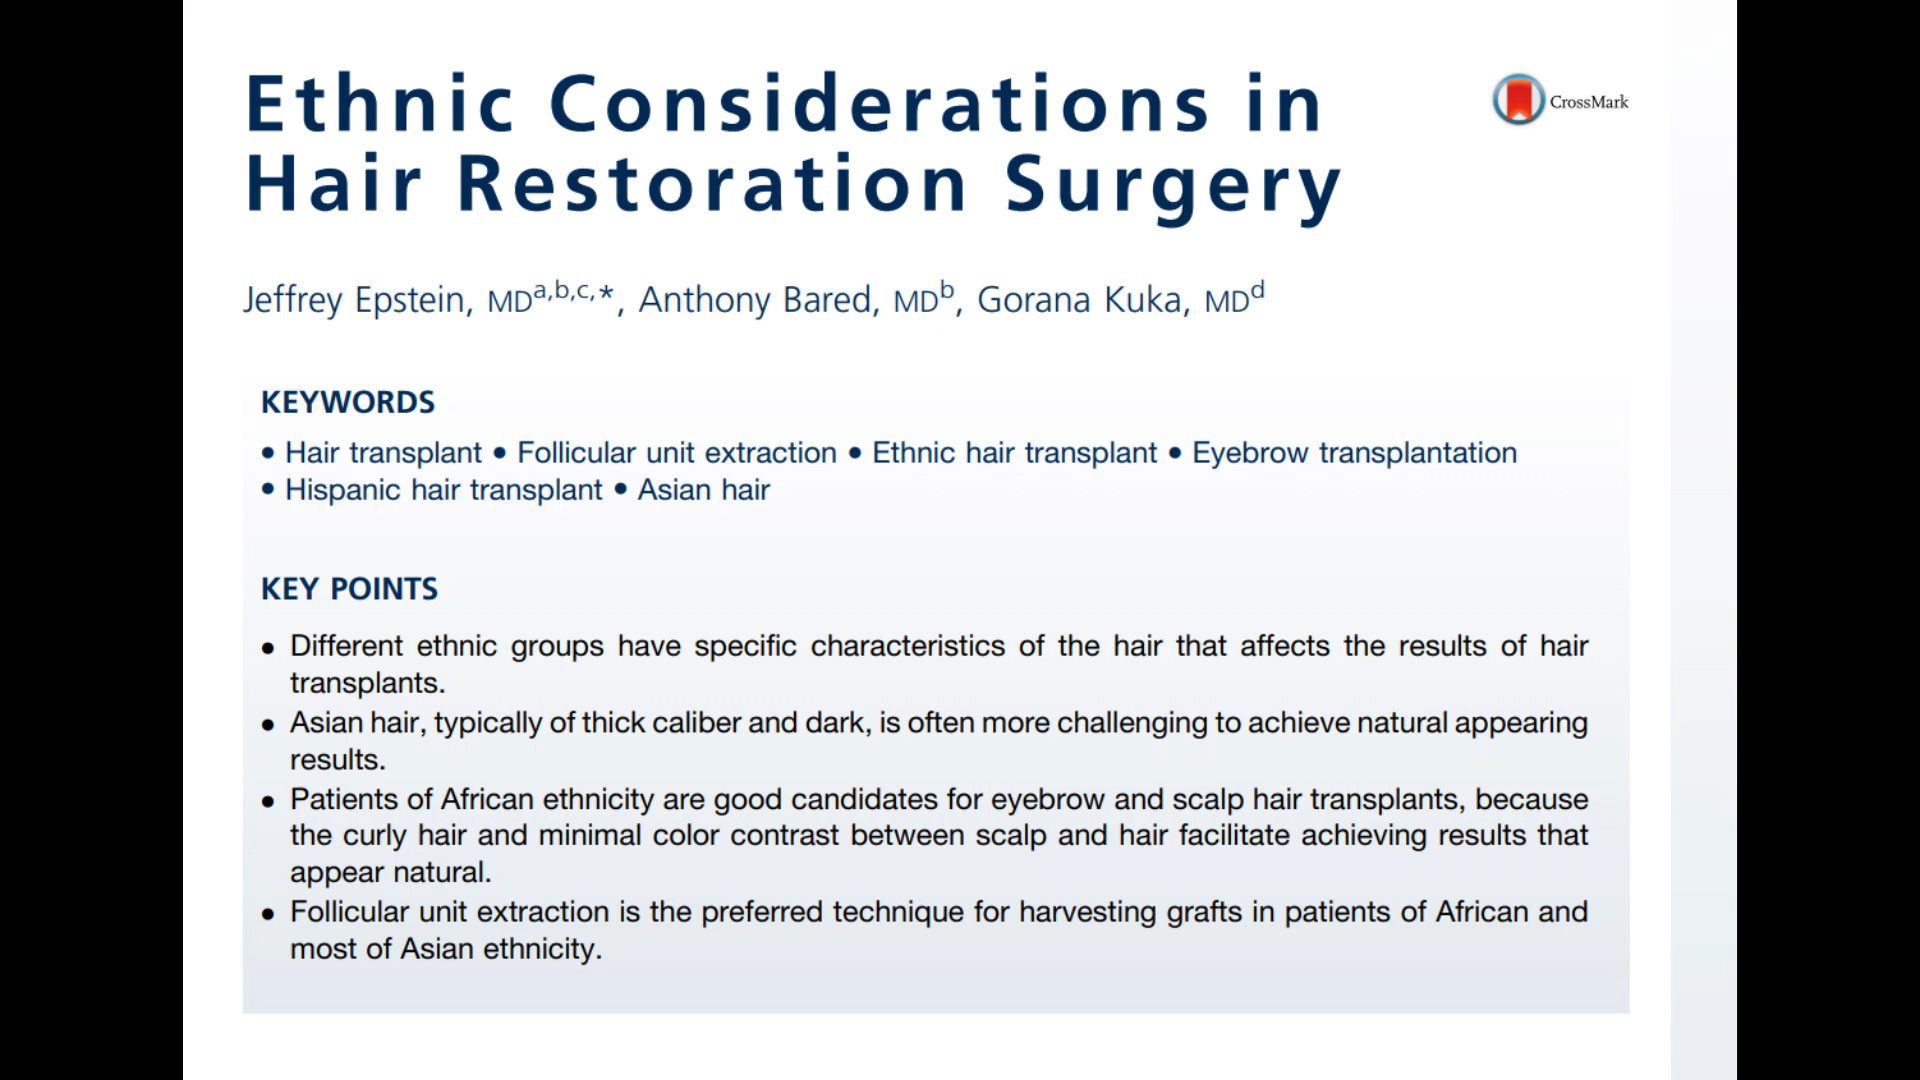 Ethnic Considerations in
Hair Restoration Surgery
CrossMark
Jeffrey Epstein, MDa,b,c,*, Anthony Bared, MDb, Gorana Kuka, MDd
KEYWORDS
• Hair transplant • Follicular unit extraction • Ethnic hair transplant • Eyebrow transplantation
• Hispanic hair transplant • Asian hair
KEY POINTS
• Different ethnic groups have specific characteristics of the hair that affects the results of hair
transplants.
• Asian hair, typically of thick caliber and dark, is often more challenging to achieve natural appearing
results.
• Patients of African ethnicity are good candidates for eyebrow and scalp hair transplants, because
the curly hair and minimal color contrast between scalp and hair facilitate achieving results that
appear natural.
• Follicular unit extraction is the preferred technique for harvesting grafts in patients of African and
most of Asian ethnicity.